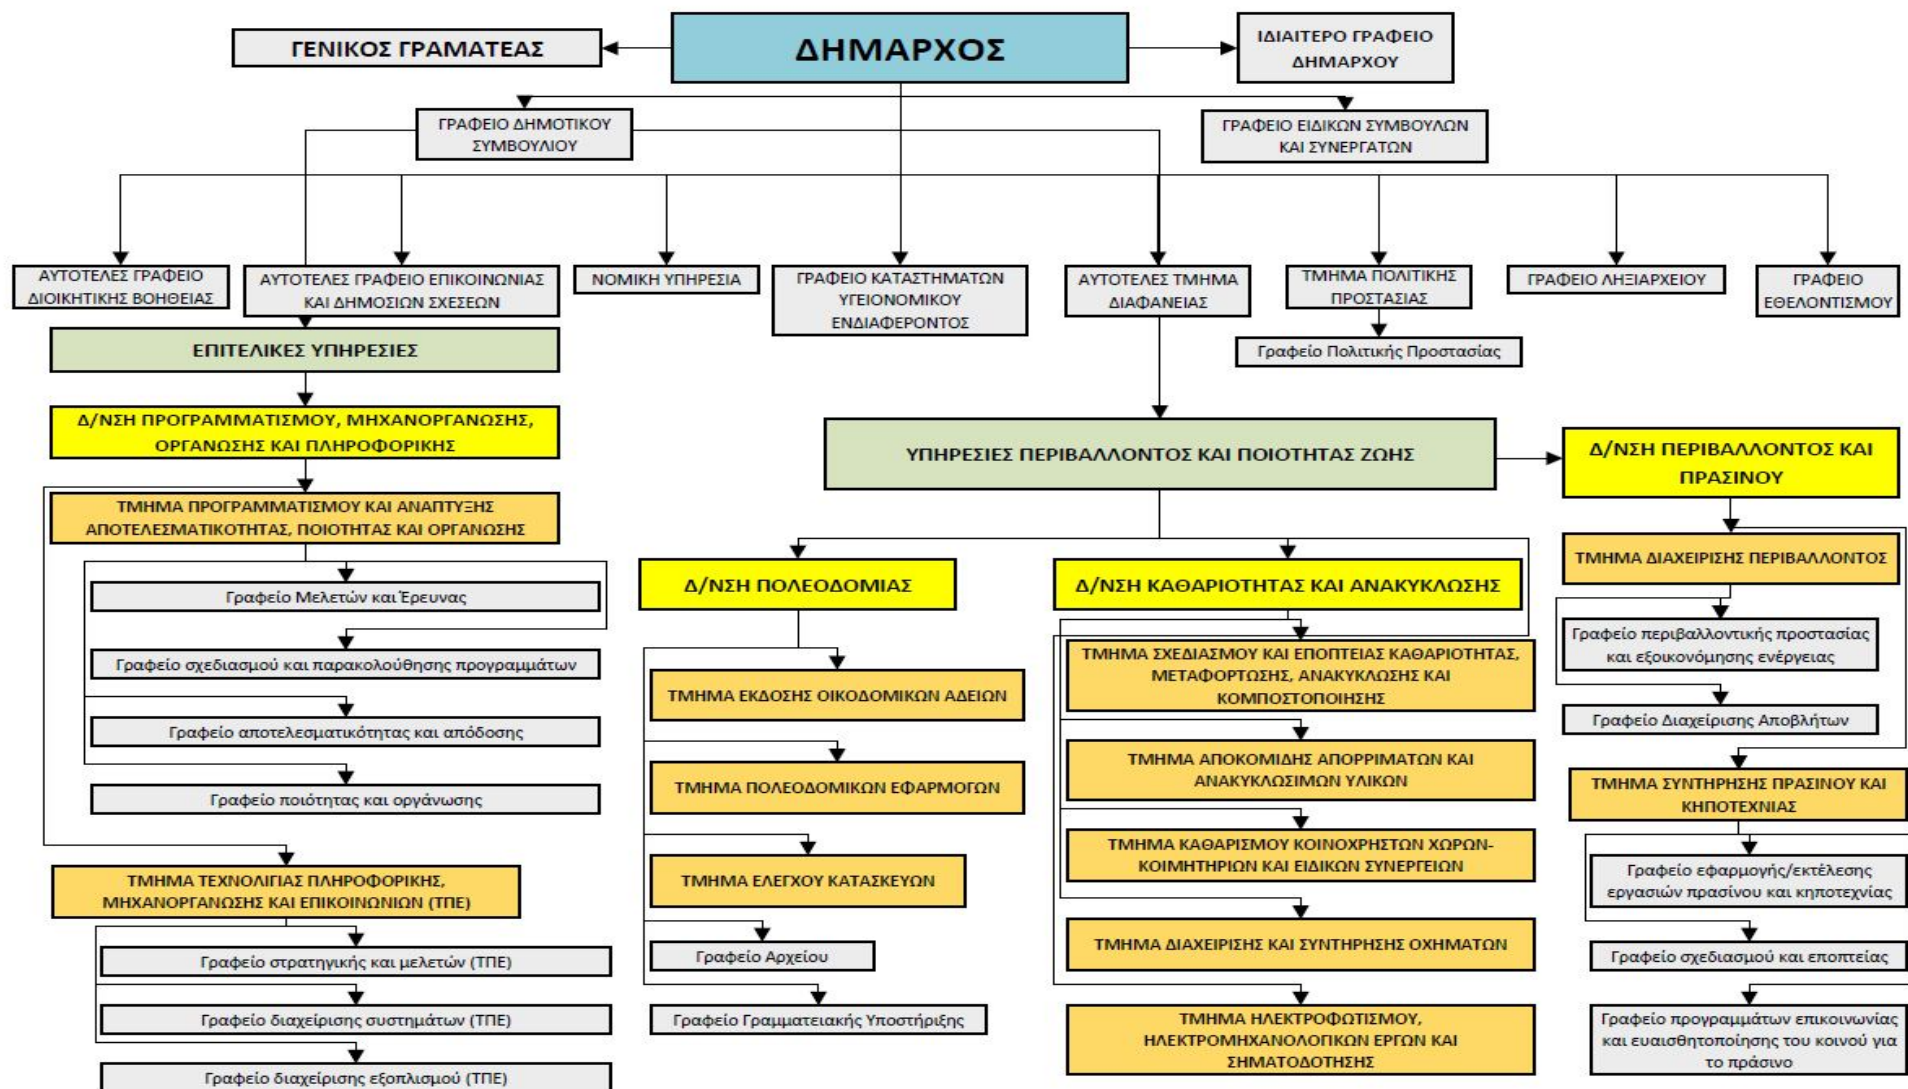 ΓΕΝΙΚΟΣ ΓΡΑΜΑΤΕΑΣ
ΔΗΜΑΡΧΟΣ
ΙΔΙΑΙΤΕΡΟ ΓΡΑΦΕΙΟ
ΔΗΜΑΡΧΟΥ
ΓΡΑΦΕΙΟ ΔΗΜΟΤΙΚΟΥ
ΣΥΜΒΟΥΛΙΟΥ
ΓΡΑΦΕΙΟ ΕΙΔΙΚΩΝ ΣΥΜΒΟΥΛΩΝ
ΚΑΙ ΣΥΝΕΡΓΑΤΩΝ
ΑΥΤΟΤΕΛΕΣ ΓΡΑΦΕΙΟ
ΔΙΟΙΚΗΤΙΚΗΣ ΒΟΗΘΕΙΑΣ
ΑΥΤΟΤΕΛΕΣ ΓΡΑΦΕΙΟ ΕΠΙΚΟΙΝΩΝΙΑΣ
ΚΑΙ ΔΗΜΟΣΙΩΝ ΣΧΕΣΕΩΝ
ΝΟΜΙΚΗ ΥΠΗΡΕΣΙΑ
ΓΡΑΦΕΙΟ ΚΑΤΑΣΤΗΜΑΤΩΝ
ΥΓΕΙΟΝΟΜΙΚΟΥ
ΕΝΔΙΑΦΕΡΟΝΤΟΣ
ΑΥΤΟΤΕΛΕΣ ΤΜΗΜΑ
ΔΙΑΦΑΝΕΙΑΣ
ΤΜΗΜΑ ΠΟΛΙΤΙΚΗΣ
ΠΡΟΣΤΑΣΙΑΣ
ΓΡΑΦΕΙΟ ΛΗΞΙΑΡΧΕΙΟΥ
ΓΡΑΦΕΙΟ
ΕΘΕΛΟΝΤΙΣΜΟΥ
Γραφείο Πολιτικής Προστασίας
ΕΠΙΤΕΛΙΚΕΣ ΥΠΗΡΕΣΙΕΣ
Δ/ΝΣΗ ΠΡΟΓΡΑΜΜΑΤΙΣΜΟΥ, ΜΗΧΑΝΟΡΓΑΝΩΣΗΣ,
ΟΡΓΑΝΩΣΗΣ ΚΑΙ ΠΛΗΡΟΦΟΡΙΚΗΣ
ΤΜΗΜΑ ΠΡΟΓΡΑΜΜΑΤΙΣΜΟΥ ΚΑΙ ΑΝΑΠΤΥΞΗΣ
ΑΠΟΤΕΛΕΣΜΑΤΙΚΟΤΗΤΑΣ, ΠΟΙΟΤΗΤΑΣ ΚΑΙ ΟΡΓΑΝΩΣΗΣ
Γραφείο Μελετών και Έρευνας
Γραφείο σχεδιασμού και παρακολούθησης προγραμμάτων
Γραφείο αποτελεσματικότητας και απόδοσης
Γραφείο ποιότητας και οργάνωσης
ΤΜΗΜΑ ΤΕΧΝΟΛΙΓΙΑΣ ΠΛΗΡΟΦΟΡΙΚΗΣ,
ΜΗΧΑΝΟΡΓΑΝΩΣΗΣ ΚΑΙ ΕΠΙΚΟΙΝΩΝΙΩΝ (ΤΠΕ)
Γραφείο στρατηγικής και μελετών (ΤΠΕ)
Γραφείο διαχείρισης συστημάτων (ΤΠΕ)
Γραφείο διαχείρισης εξοπλισμού (ΤΠΕ)
ΥΠΗΡΕΣΙΕΣ ΠΕΡΙΒΑΛΛΟΝΤΟΣ ΚΑΙ ΠΟΙΟΤΗΤΑΣ ΖΩΗΣ
Δ/ΝΣΗ ΠΟΛΕΟΔΟΜΙΑΣ
ΤΜΗΜΑ ΕΚΔΟΣΗΣ ΟΙΚΟΔΟΜΙΚΩΝ ΑΔΕΙΩΝ
ΤΜΗΜΑ ΠΟΛΕΟΔΟΜΙΚΩΝ ΕΦΑΡΜΟΓΩΝ
ΤΜΗΜΑ ΕΛΕΓΧΟΥ ΚΑΤΑΣΚΕΥΩΝ
Γραφείο Αρχείου
Γραφείο Γραμματειακής Υποστήριξης
Δ/ΝΣΗ ΚΑΘΑΡΙΟΤΗΤΑΣ ΚΑΙ ΑΝΑΚΥΚΛΩΣΗΣ
ΤΜΗΜΑ ΣΧΕΔΙΑΣΜΟΥ ΚΑΙ ΕΠΟΠΤΕΙΑΣ ΚΑΘΑΡΙΟΤΗΤΑΣ,
ΜΕΤΑΦΟΡΤΩΣΗΣ, ΑΝΑΚΥΚΛΩΣΗΣ ΚΑΙ
ΚΟΜΠΟΣΤΟΠΟΙΗΣΗΣ
ΤΜΗΜΑ ΑΠΟΚΟΜΙΔΗΣ ΑΠΟΡΡΙΜΑΤΩΝ ΚΑΙ
ΑΝΑΚΥΚΛΩΣΙΜΩΝ ΥΛΙΚΩΝ
ΤΜΗΜΑ ΚΑΘΑΡΙΣΜΟΥ ΚΟΙΝΟΧΡΗΣΤΩΝ ΧΩΡΩΝ-
ΚΟΙΜΗΤΗΡΙΩΝ ΚΑΙ ΕΙΔΙΚΩΝ ΣΥΝΕΡΓΕΙΩΝ
ΤΜΗΜΑ ΔΙΑΧΕΙΡΙΣΗΣ ΚΑΙ ΣΥΝΤΗΡΗΣΗΣ ΟΧΗΜΑΤΩΝ
ΤΜΗΜΑ ΗΛΕΚΤΡΟΦΩΤΙΣΜΟΥ,
ΗΛΕΚΤΡΟΜΗΧΑΝΟΛΟΓΙΚΩΝ ΕΡΓΩΝ ΚΑΙ
ΣΗΜΑΤΟΔΟΤΗΣΗΣ
Δ/ΝΣΗ ΠΕΡΙΒΑΛΛΟΝΤΟΣ ΚΑΙ
ΠΡΑΣΙΝΟΥ
ΤΜΗΜΑ ΔΙΑΧΕΙΡΙΣΗΣ ΠΕΡΙΒΑΛΛΟΝΤΟΣ
Γραφείο περιβαλλοντικής προστασίας
και εξοικονόμησης ενέργειας
Γραφείο Διαχείρισης Αποβλήτων
ΤΜΗΜΑ ΣΥΝΤΗΡΗΣΗΣ ΠΡΑΣΙΝΟΥ ΚΑΙ
ΚΗΠΟΤΕΧΝΙΑΣ
Γραφείο εφαρμογής/εκτέλεσης
εργασιών πρασίνου και κηποτεχνίας
Γραφείο σχεδιασμού και εποπτείας
Γραφείο προγραμμάτων επικοινωνίας
και ευαισθητοποίησης του κοινού για
το πράσινο